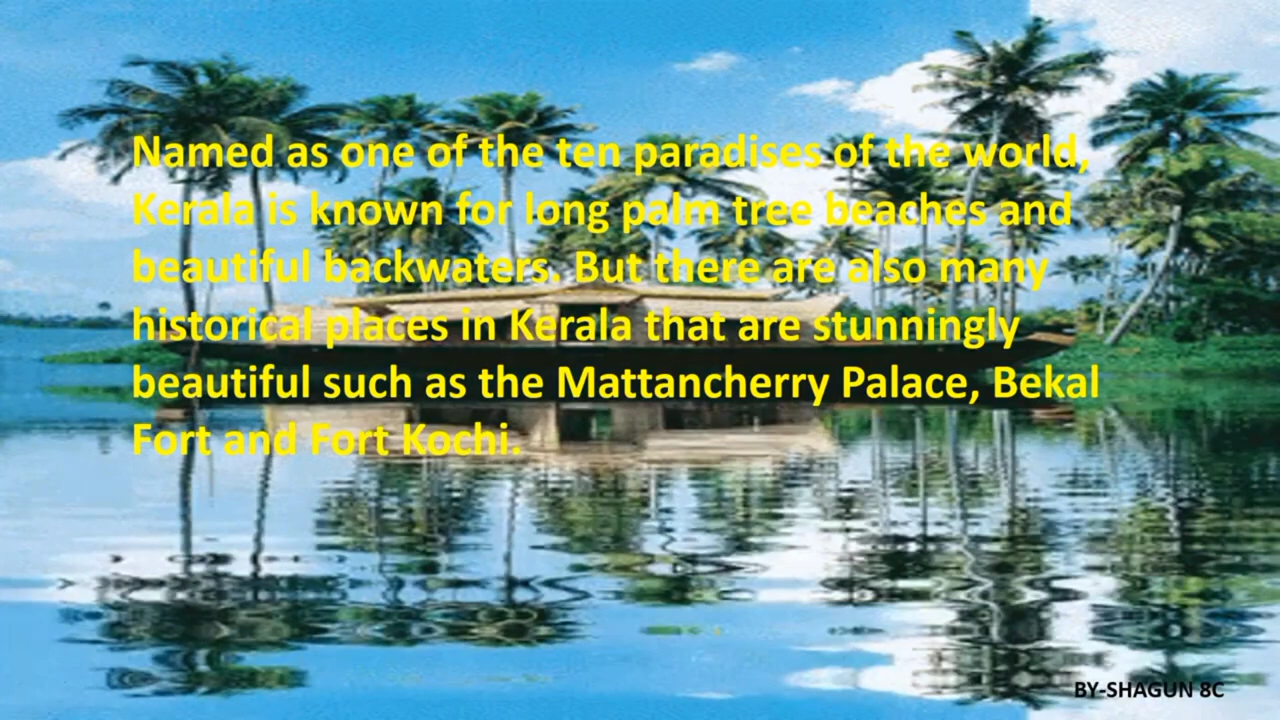 Named as one of the ten paradises of the world,
Kerala is known for long palm tree beaches and
beautiful backwaters. But there are also many
historical places in Kerala that are stunningly
beautiful such as the Mattancherry Palace, Bekal
Fort and Fort Kochi.
BY-SHAGUN 8C